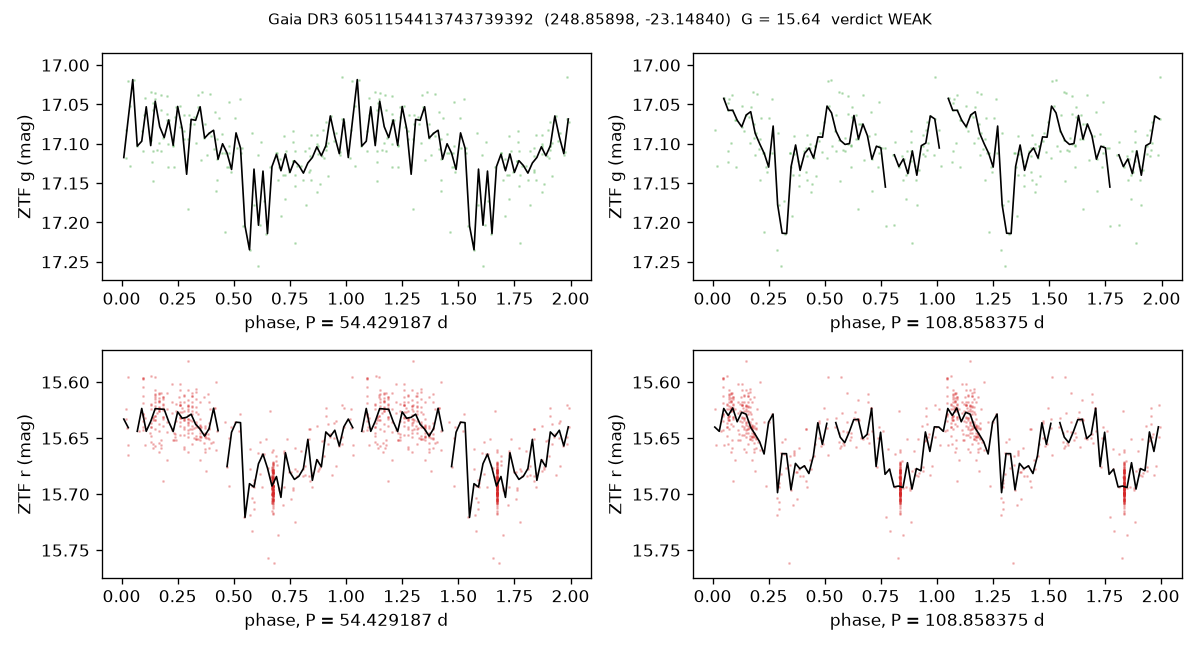 Gaia DR3 6051154413743739392  (248.85898, -23.14840)  G = 15.64  verdict WEAK
ZTF g (mag)
17.00
17.05
17.10
17.15
17.20
17.25
0.00 0.25 0.50 0.75 1.00 1.25 1.50 1.75 2.00
phase, P = 54.429187 d
ZTF g (mag)
17.00
17.05
17.10
17.15
17.20
17.25
0.00 0.25 0.50 0.75 1.00 1.25 1.50 1.75 2.00
phase, P = 108.858375 d
ZTF r (mag)
15.60
15.65
15.70
15.75
0.00 0.25 0.50 0.75 1.00 1.25 1.50 1.75 2.00
phase, P = 54.429187 d
ZTF r (mag)
15.60
15.65
15.70
15.75
0.00 0.25 0.50 0.75 1.00 1.25 1.50 1.75 2.00
phase, P = 108.858375 d